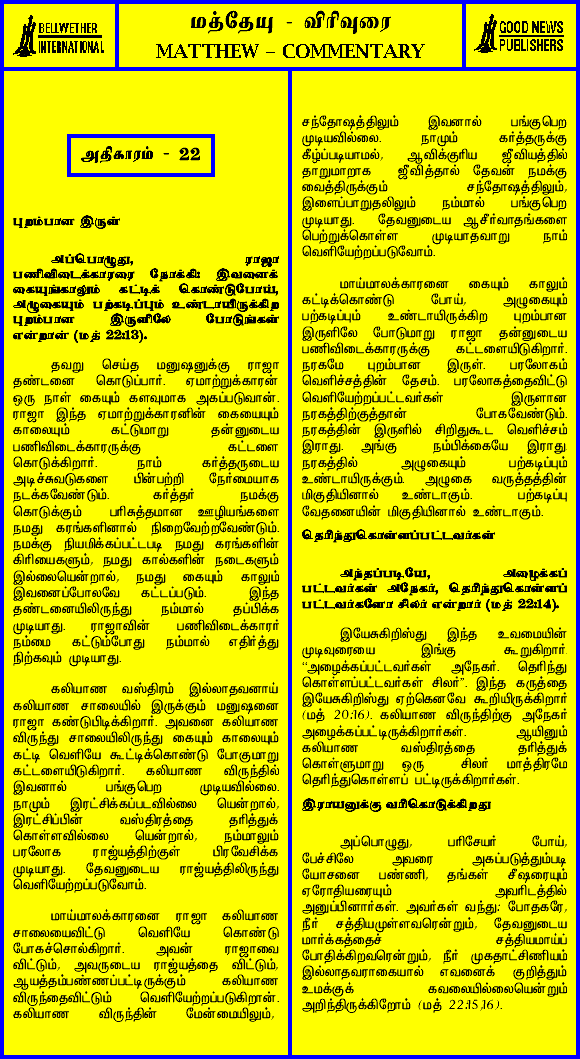 BELLWETHER
INTERNATIONAL
மத்தேயு - விரிவுரை
MATTHEW – COMMENTARY
GOOD NEWS
PUBLISHERS
அதிகாரம் - 22
புறம்பான இருள்
அப்பொழுது, ராஜா
பணிவிடைக்காரரை நோக்கி: இவனைக்
கையுங்காலும் கட்டிக் கொண்டுபோய்,
அழுகையும் பற்கடிப்பும் உண்டாயிருக்கிற
புறம்பான இருளிலே போடுங்கள்
என்றான் (மத் 22:13).
தவறு செய்த மனுஷனுக்கு ராஜா
தண்டனை கொடுப்பார். ஏமாற்றுக்காரன்
ஒரு நாள் கையும் களவுமாக அகப்படுவான்.
ராஜா இந்த ஏமாற்றுக்காரனின் கையையும்
காலையும் கட்டுமாறு தன்னுடைய
பணிவிடைக்காரருக்கு கட்டளை
கொடுக்கிறார். நாம் கர்த்தருடைய
அடிச்சுவடுகளை பின்பற்றி நேர்மையாக
நடக்கவேண்டும். கர்த்தர் நமக்கு
கொடுக்கும் பரிசுத்தமான ஊழியங்களை
நமது கரங்களினால் நிறைவேற்றவேண்டும்.
நமக்கு நியமிக்கப்பட்டபடி நமது கரங்களின்
கிரியைகளும், நமது கால்களின் நடைகளும்
இல்லையென்றால், நமது கையும் காலும்
இவனைப்போலவே கட்டப்படும். இந்த
தண்டனையிலிருந்து நம்மால் தப்பிக்க
முடியாது. ராஜாவின் பணிவிடைக்காரர்
நம்மை கட்டும்போது நம்மால் எதிர்த்து
நிற்கவும் முடியாது.
கலியாண வஸ்திரம் இல்லாதவனாய்
கலியாண சாலையில் இருக்கும் மனுஷனை
ராஜா கண்டுபிடிக்கிறார். அவனை கலியாண
விருந்து சாலையிலிருந்து கையும் காலையும்
கட்டி வெளியே கூட்டிக்கொண்டு போகுமாறு
கட்டளையிடுகிறார். கலியாண விருந்தில்
இவனால் பங்குபெற முடியவில்லை.
நாமும் இரட்சிக்கப்படவில்லை யென்றால்,
இரட்சிப்பின் வஸ்திரத்தை தரித்துக்
கொள்ளவில்லை யென்றால், நம்மாலும்
பரலோக ராஜ்யத்திற்குள் பிரவேசிக்க
முடியாது. தேவனுடைய ராஜ்யத்திலிருந்து
வெளியேற்றப்படுவோம்.
மாய்மாலக்காரனை ராஜா கலியாண
சாலையைவிட்டு வெளியே கொண்டு
போகச்சொல்கிறார். அவன் ராஜாவை
விட்டும், அவருடைய ராஜ்யத்தை விட்டும்,
ஆயத்தம்பண்ணப்பட்டிருக்கும் கலியாண
விருந்தைவிட்டும் வெளியேற்றப்படுகிறான்.
கலியாண விருந்தின் மேன்மையிலும்,
சந்தோஷத்திலும் இவனால் பங்குபெற
முடியவில்லை. நாமும் கர்த்தருக்கு
கீழ்ப்படியாமல், ஆவிக்குரிய ஜீவியத்தில்
தாறுமாறாக ஜீவித்தால் தேவன் நமக்கு
வைத்திருக்கும் சந்தோஷத்திலும்,
இளைப்பாறுதலிலும் நம்மால் பங்குபெற
முடியாது. தேவனுடைய ஆசீர்வாதங்களை
பெற்றுக்கொள்ள முடியாதவாறு நாம்
வெளியேற்றப்படுவோம்.
மாய்மாலக்காரனை கையும் காலும்
கட்டிக்கொண்டு போய், அழுகையும்
பற்கடிப்பும் உண்டாயிருக்கிற புறம்பான
இருளிலே போடுமாறு ராஜா தன்னுடைய
பணிவிடைக்காரருக்கு கட்டளையிடுகிறார்.
நரகமே புறம்பான இருள். பரலோகம்
வெளிச்சத்தின் தேசம். பரலோகத்தைவிட்டு
வெளியேற்றப்பட்டவர்கள் இருளான
நரகத்திற்குத்தான் போகவேண்டும்.
நரகத்தின் இருளில் சிறிதுகூட வெளிச்சம்
இராது. அங்கு நம்பிக்கையே இராது.
நரகத்தில் அழுகையும் பற்கடிப்பும்
உண்டாயிருக்கும். அழுகை வருத்தத்தின்
மிகுதியினால் உண்டாகும். பற்கடிப்பு
வேதனையின் மிகுதியினால் உண்டாகும்.
தெரிந்துகொள்ளப்பட்டவர்கள்
அந்தப்படியே, அழைக்கப்
பட்டவர்கள் அநேகர், தெரிந்துகொள்ளப்
பட்டவர்களோ சிலர் என்றார் (மத் 22:14).
இயேசுகிறிஸ்து இந்த உவமையின்
முடிவுரையை இங்கு கூறுகிறார்.
“அழைக்கப்பட்டவர்கள் அநேகர். தெரிந்து
கொள்ளப்பட்டவர்கள் சிலர்”. இந்த கருத்தை
இயேசுகிறிஸ்து ஏற்கெனவே கூறியிருக்கிறார்
(மத் 20:16). கலியாண விருந்திற்கு அநேகர்
அழைக்கப்பட்டிருக்கிறார்கள். ஆயினும்
கலியாண வஸ்திரத்தை தரித்துக்
கொள்ளுமாறு ஒரு சிலர் மாத்திரமே
தெரிந்துகொள்ளப் பட்டிருக்கிறார்கள்.
இராயனுக்கு வரிகொடுக்கிறது
அப்பொழுது, பரிசேயர் போய்,
பேச்சிலே அவரை அகப்படுத்தும்படி
யோசனை பண்ணி, தங்கள் சீஷரையும்
ஏரோதியரையும் அவரிடத்தில்
அனுப்பினார்கள். அவர்கள் வந்து: போதகரே,
நீர் சத்தியமுள்ளவரென்றும், தேவனுடைய
மார்க்கத்தைச் சத்தியமாய்ப்
போதிக்கிறவரென்றும், நீர் முகதாட்சிணியம்
இல்லாதவராகையால் எவனைக் குறித்தும்
உமக்குக் கவலையில்லையென்றும்
அறிந்திருக்கிறோம் (மத் 22:15,16).